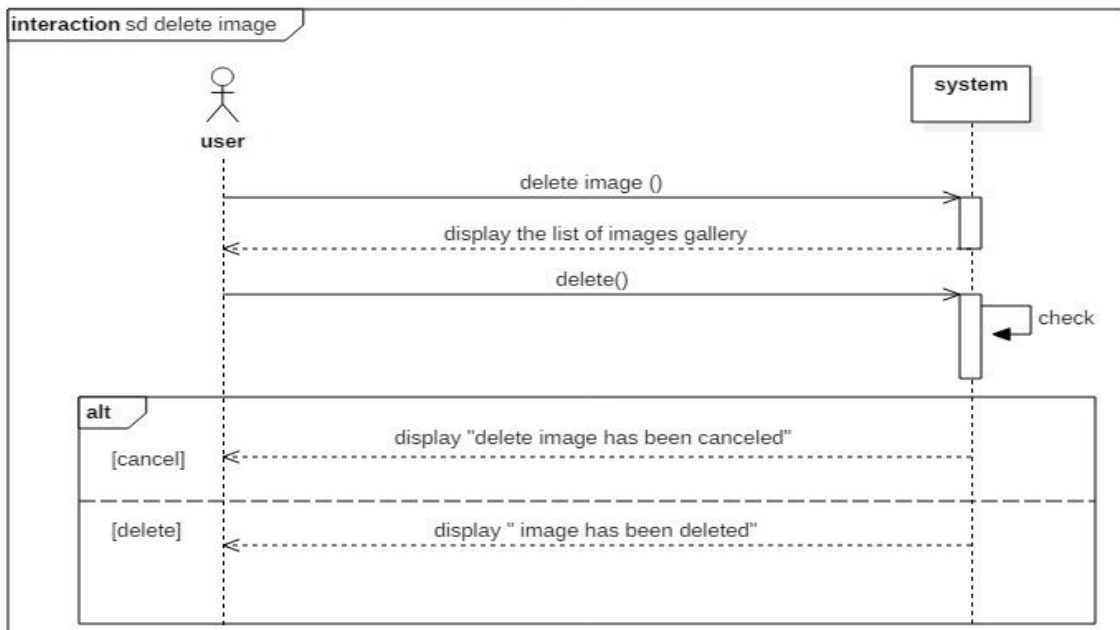 interaction sd delete image
system
user
delete image ()
display the list of images gallery
delete()
check
alt
display "delete image has been canceled"
[cancel]
[delete]
display " image has been deleted"